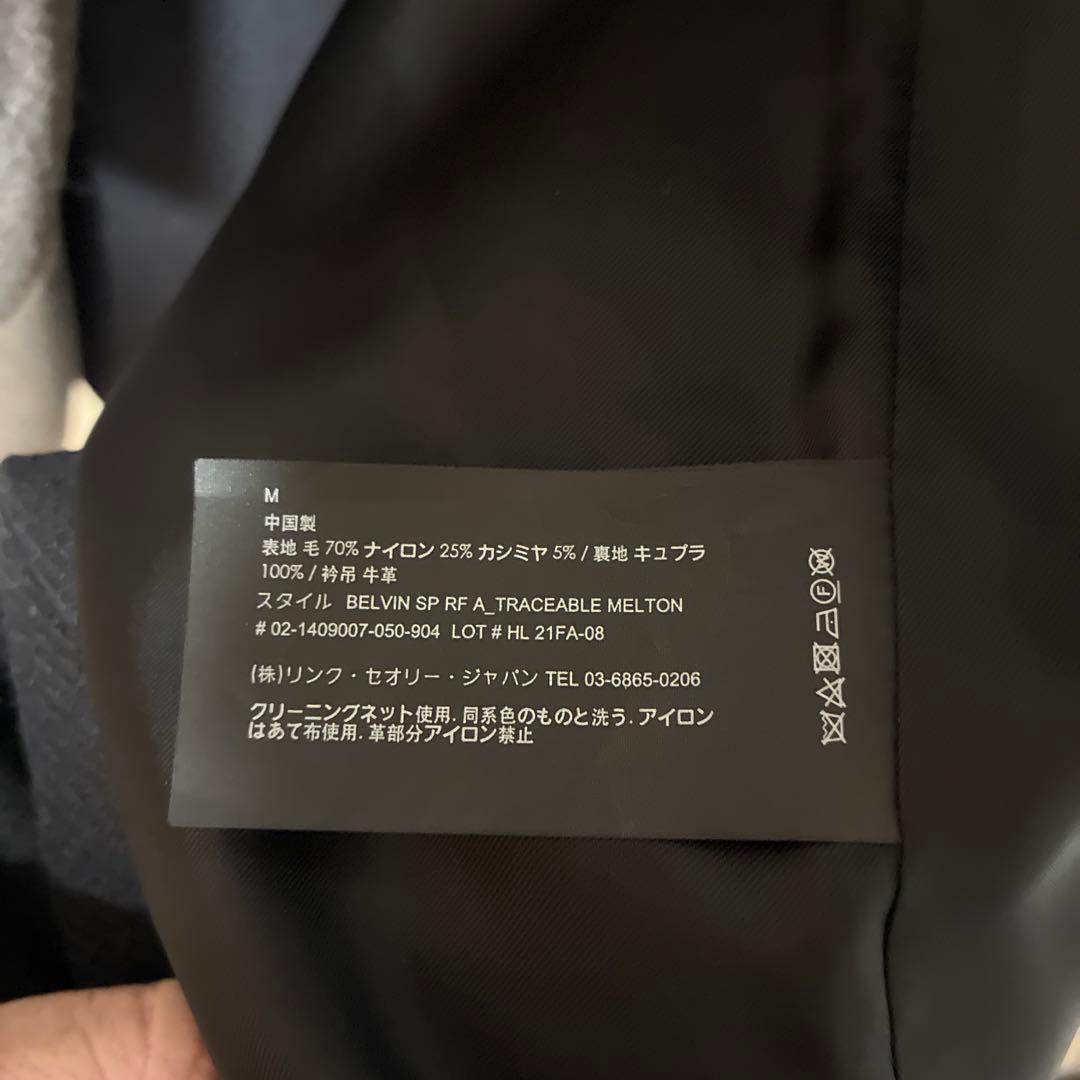 M
中国製
表地 毛 70% ナイロン 25% カシミヤ 5% / 裏地 キュプラ
100% / 衿吊 牛革
スタイル BELVIN SP RF A_TRACEABLE MELTON
# 02-1409007-050-904 LOT # HL 21FA-08
(株)リンク・セオリー・ジャパン TEL 03-6865-0206
クリーニングネット使用. 同系色のものと洗う. アイロン
はあて布使用. 革部分アイロン禁止
F